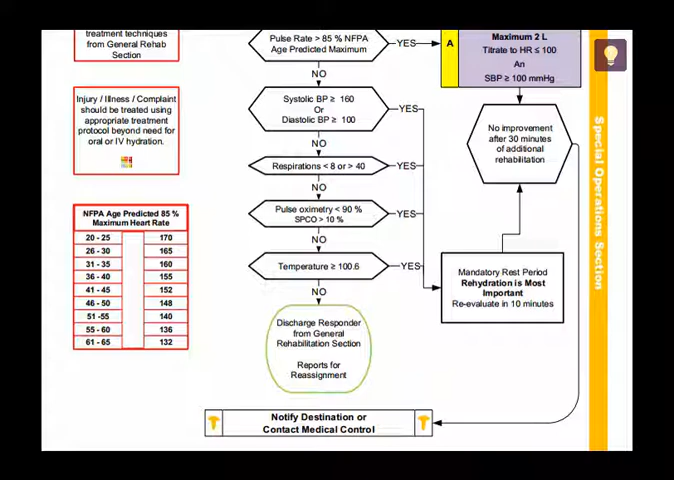 treatment techniques
from General Rehab
Section
Pulse Rate > 85 % NFPA
Age Predicted Maximum
YES
A
Maximum 2 L
Titrate to HR ≤ 100
An
SBP ≥ 100 mmHg
NO
Injury / Illness / Complaint
should be treated using
appropriate treatment
protocol beyond need for
oral or IV hydration.
Systolic BP ≥ 160
Or
Diastolic BP ≥ 100
YES
No improvement
after 30 minutes
of additional
rehabilitation
NO
Respirations < 8 or > 40
YES
NO
Pulse oximetry < 90 %
SPCO > 10 %
YES
NO
Temperature ≥ 100.6
YES
NO
Mandatory Rest Period
Rehydration is Most
Important
Re-evaluate in 10 minutes
NFPA Age Predicted 85 %
Maximum Heart Rate
20 - 25 170
26 - 30 165
31 - 35 160
36 - 40 155
41 - 45 152
46 - 50 148
51 -55 140
55 - 60 136
61 - 65 132
Discharge Responder
from General
Rehabilitation Section
Reports for
Reassignment
Notify Destination or
Contact Medical Control
Special Operations Section